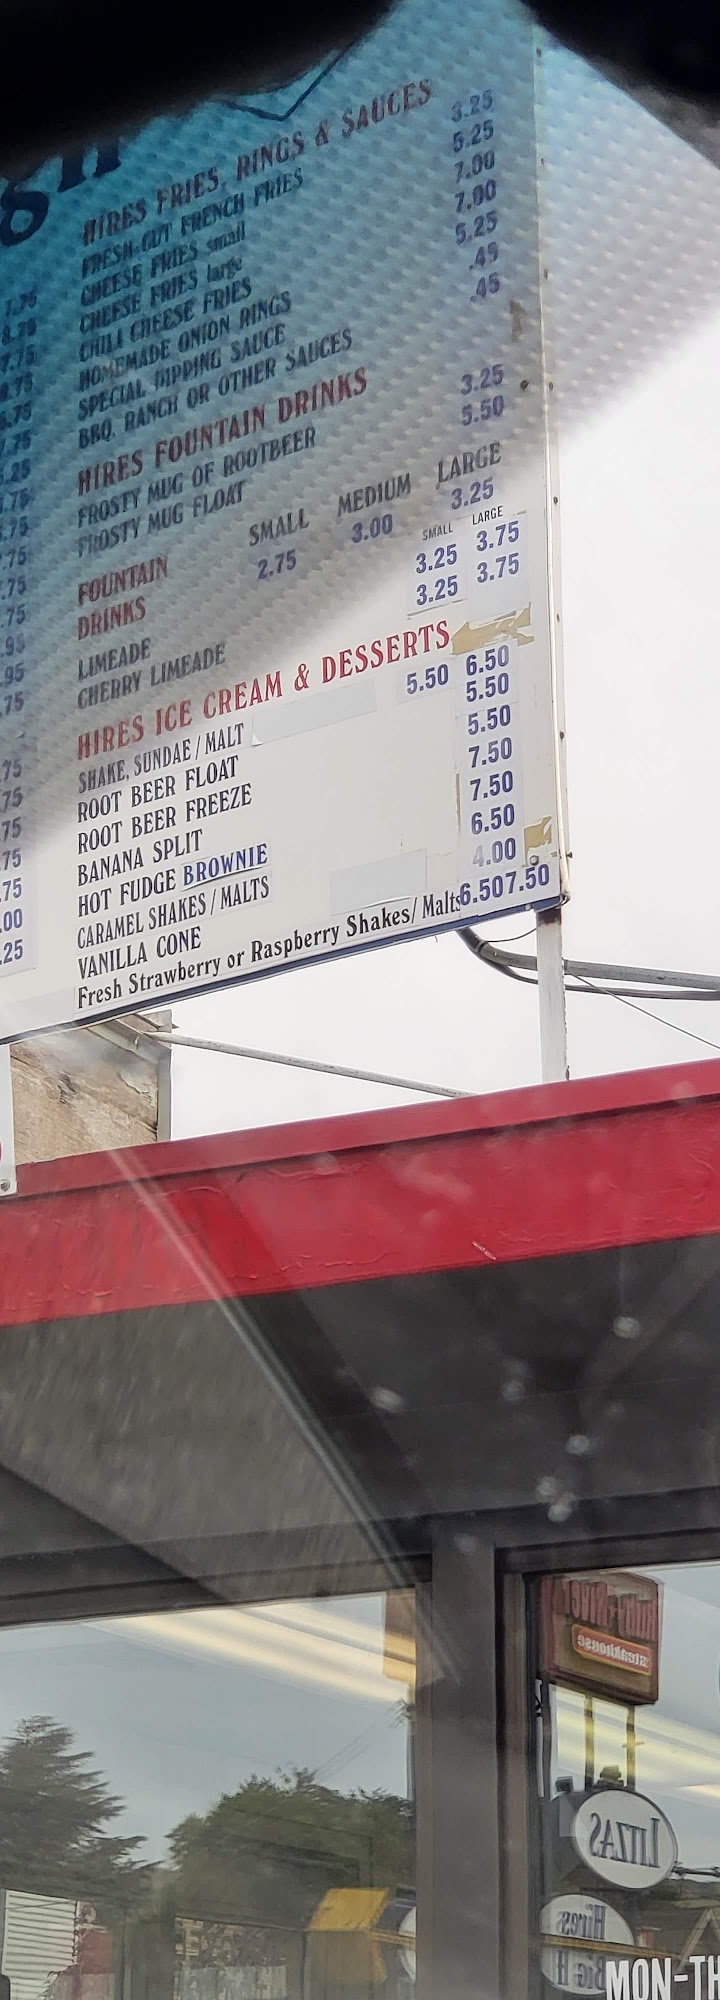 HIRES FRIES, RINGS & SAUCES
FRESH-CUT FRENCH FRIES 3.25
CHEESE FRIES small 5.25
CHEESE FRIES large 7.00
CHILI CHEESE FRIES 7.00
HOMEMADE ONION RINGS 5.25
SPECIAL DIPPING SAUCE .45
BBQ, RANCH OR OTHER SAUCES .45
HIRES FOUNTAIN DRINKS
FROSTY MUG OF ROOTBEER 3.25
FROSTY MUG FLOAT 5.50
SMALL MEDIUM LARGE
FOUNTAIN DRINKS 2.75 3.00 3.25
SMALL LARGE
LIMEADE 3.25 3.75
CHERRY LIMEADE 3.25 3.75
HIRES ICE CREAM & DESSERTS
SHAKE, SUNDAE / MALT 5.50 6.50
ROOT BEER FLOAT 5.50
ROOT BEER FREEZE 5.50
BANANA SPLIT 7.50
HOT FUDGE BROWNIE 7.50
CARAMEL SHAKES / MALTS 6.50
VANILLA CONE 4.00
Fresh Strawberry or Raspberry Shakes/ Malts 6.50 7.50
steakhouse
LITZAS
Hires
Big H
MON-TH